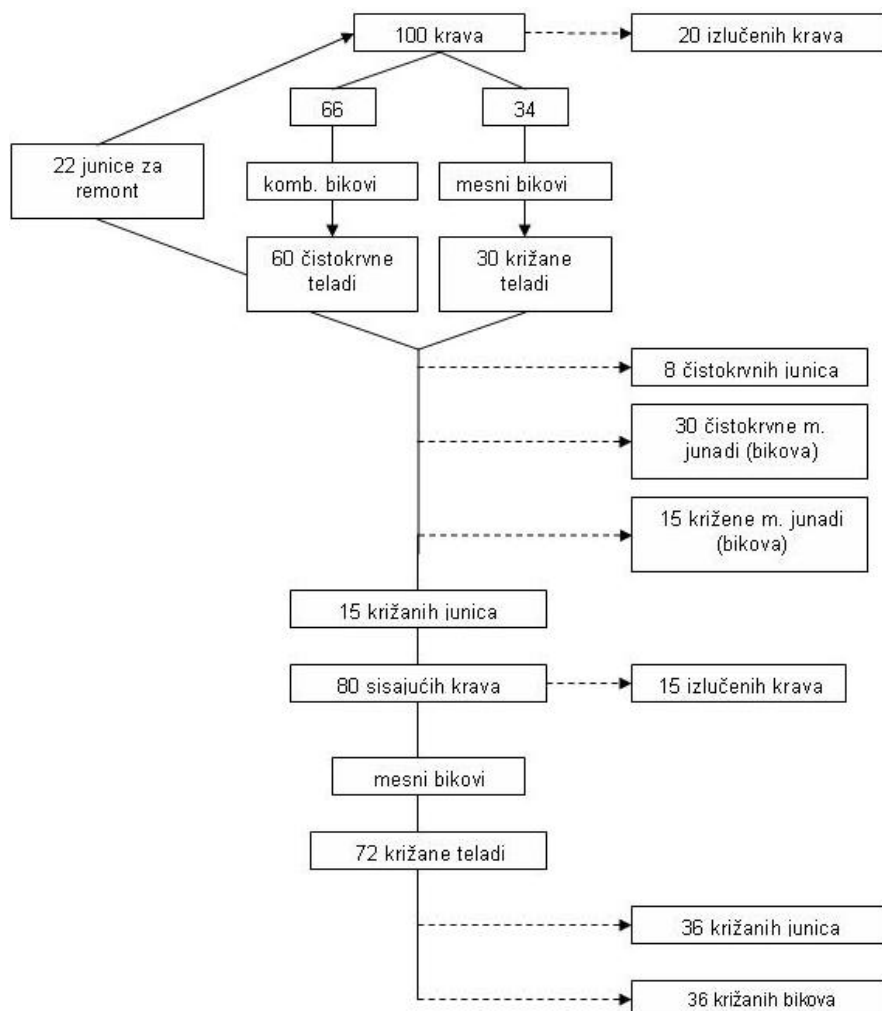 100 krava
20 izlučenih krava
66
34
22 junice za
remont
komb. bikovi
mesni bikovi
60 čistokrvne
teladi
30 križane
teladi
8 čistokrvnih junica
30 čistokrvne m.
junadi (bikova)
15 križene m. junadi
(bikova)
15 križanih junica
80 sisajućih krava
15 izlučenih krava
mesni bikovi
72 križane teladi
36 križanih junica
36 križanih bikova